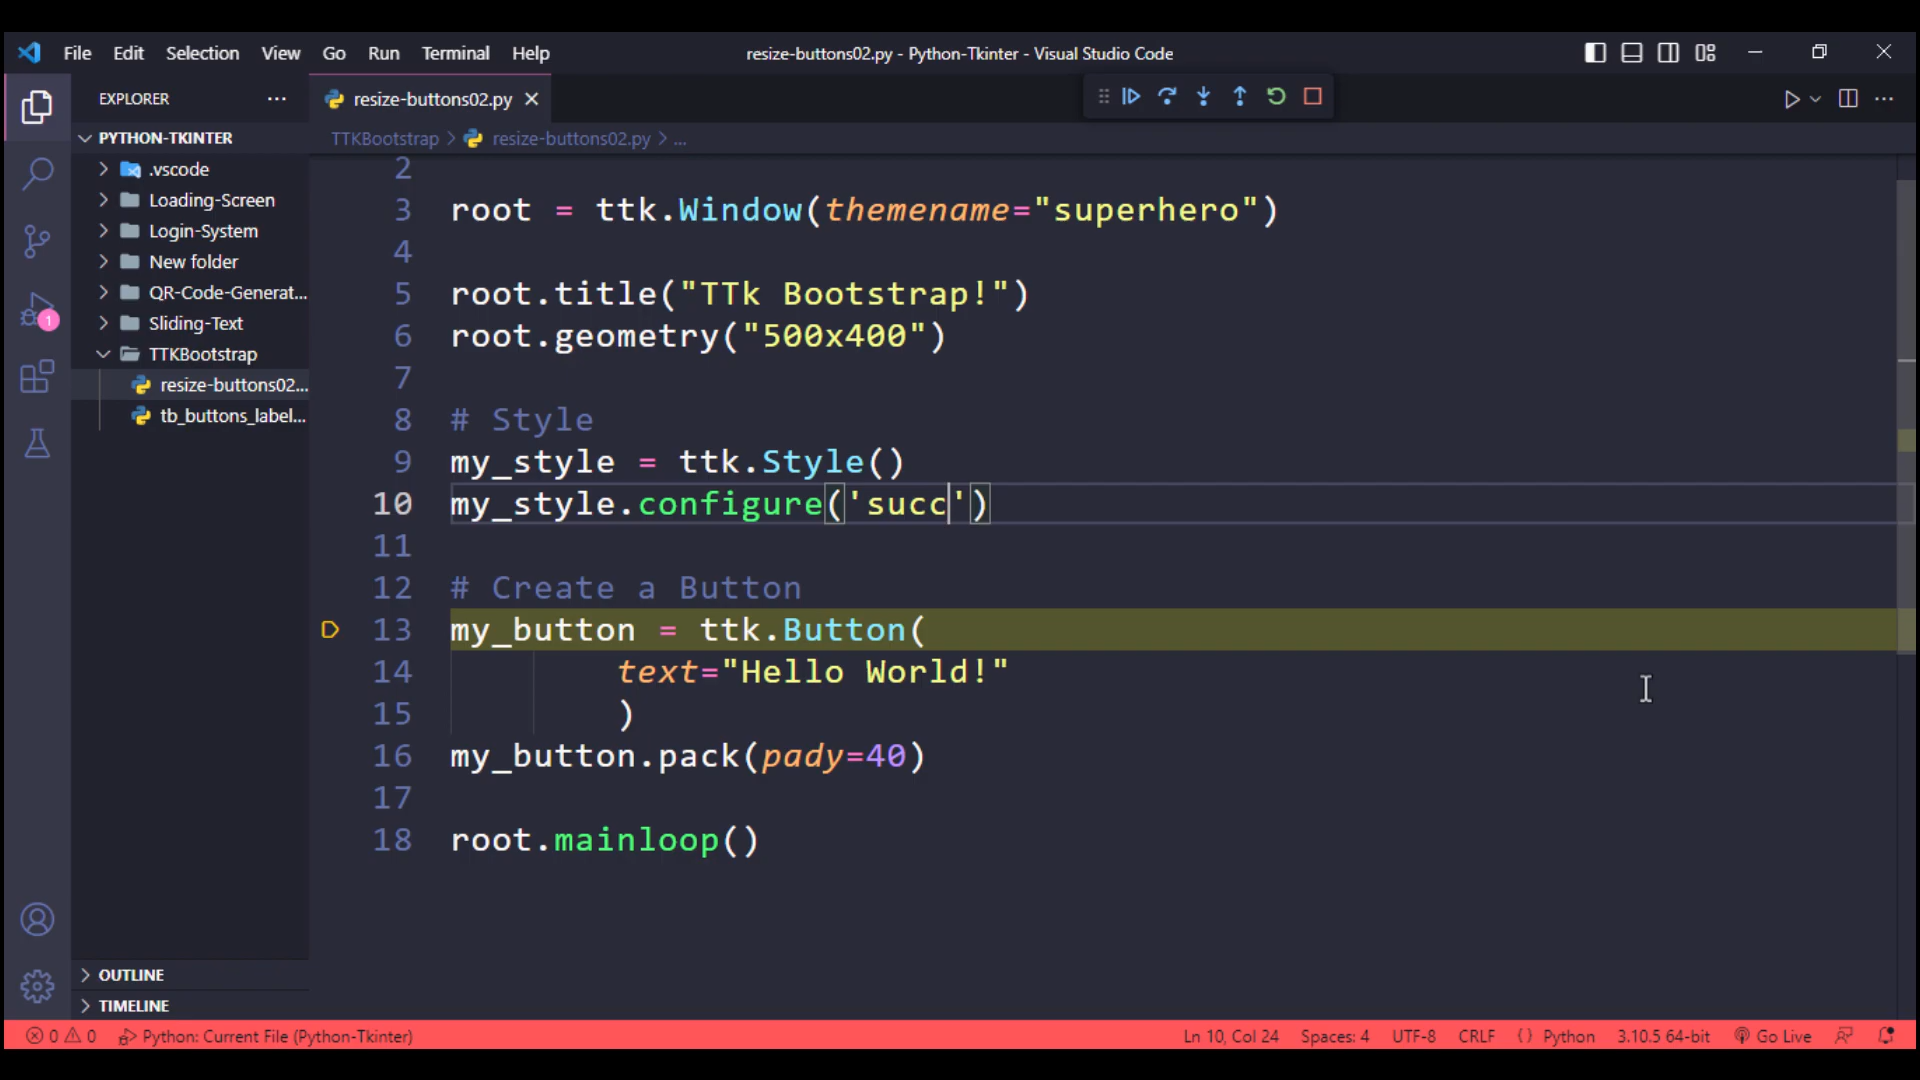 File Edit Selection View Go Run Terminal Help
resize-buttons02.py - Python-Tkinter - Visual Studio Code
EXPLORER ...
resize-buttons02.py
PYTHON-TKINTER
TTKBootstrap > resize-buttons02.py > ...
.vscode
Loading-Screen
Login-System
New folder
QR-Code-Generat...
Sliding-Text
TTKBootstrap
resize-buttons02...
tb_buttons_label...
1
2
3 root = ttk.Window(themename="superhero")
4
5 root.title("TTk Bootstrap!")
6 root.geometry("500x400")
7
8 # Style
9 my_style = ttk.Style()
10 my_style.configure('succ')
11
12 # Create a Button
13 my_button = ttk.Button(
14 text="Hello World!"
15 )
16 my_button.pack(pady=40)
17
18 root.mainloop()
OUTLINE
TIMELINE
0 0 Python: Current File (Python-Tkinter)
Ln 10, Col 24 Spaces: 4 UTF-8 CRLF {} Python 3.10.5 64-bit Go Live